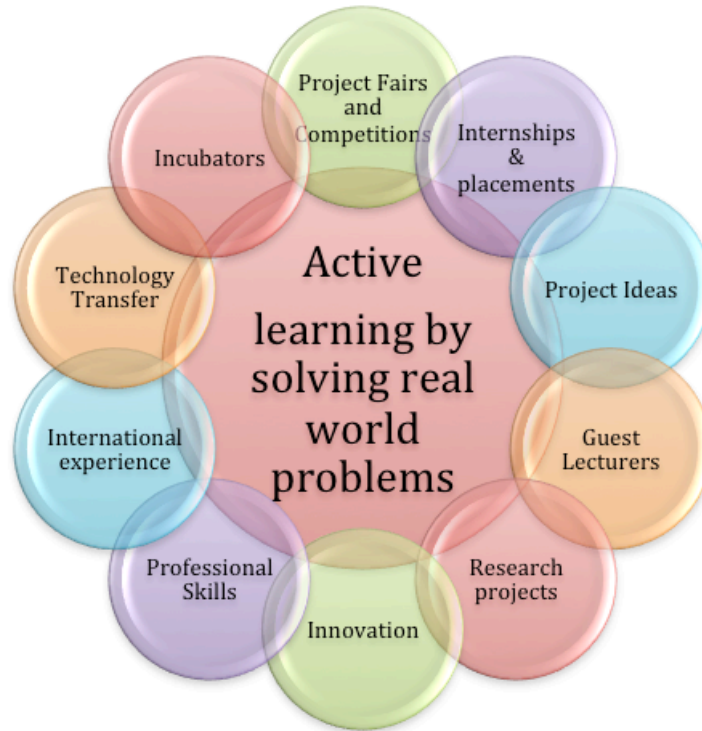 Project Fairs
and
Competitions
Internships
&
placements
Project Ideas
Guest
Lecturers
Research
projects
Innovation
Professional
Skills
International
experience
Technology
Transfer
Incubators
Active
learning by
solving real
world
problems